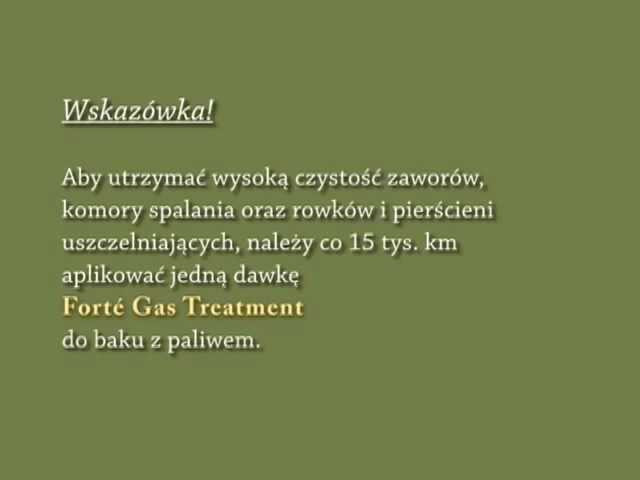 Wskazówka!
Aby utrzymać wysoką czystość zaworów,
komory spalania oraz rowków i pierścieni
uszczelniających, należy co 15 tys. km
aplikować jedną dawkę
Forté Gas Treatment
do baku z paliwem.